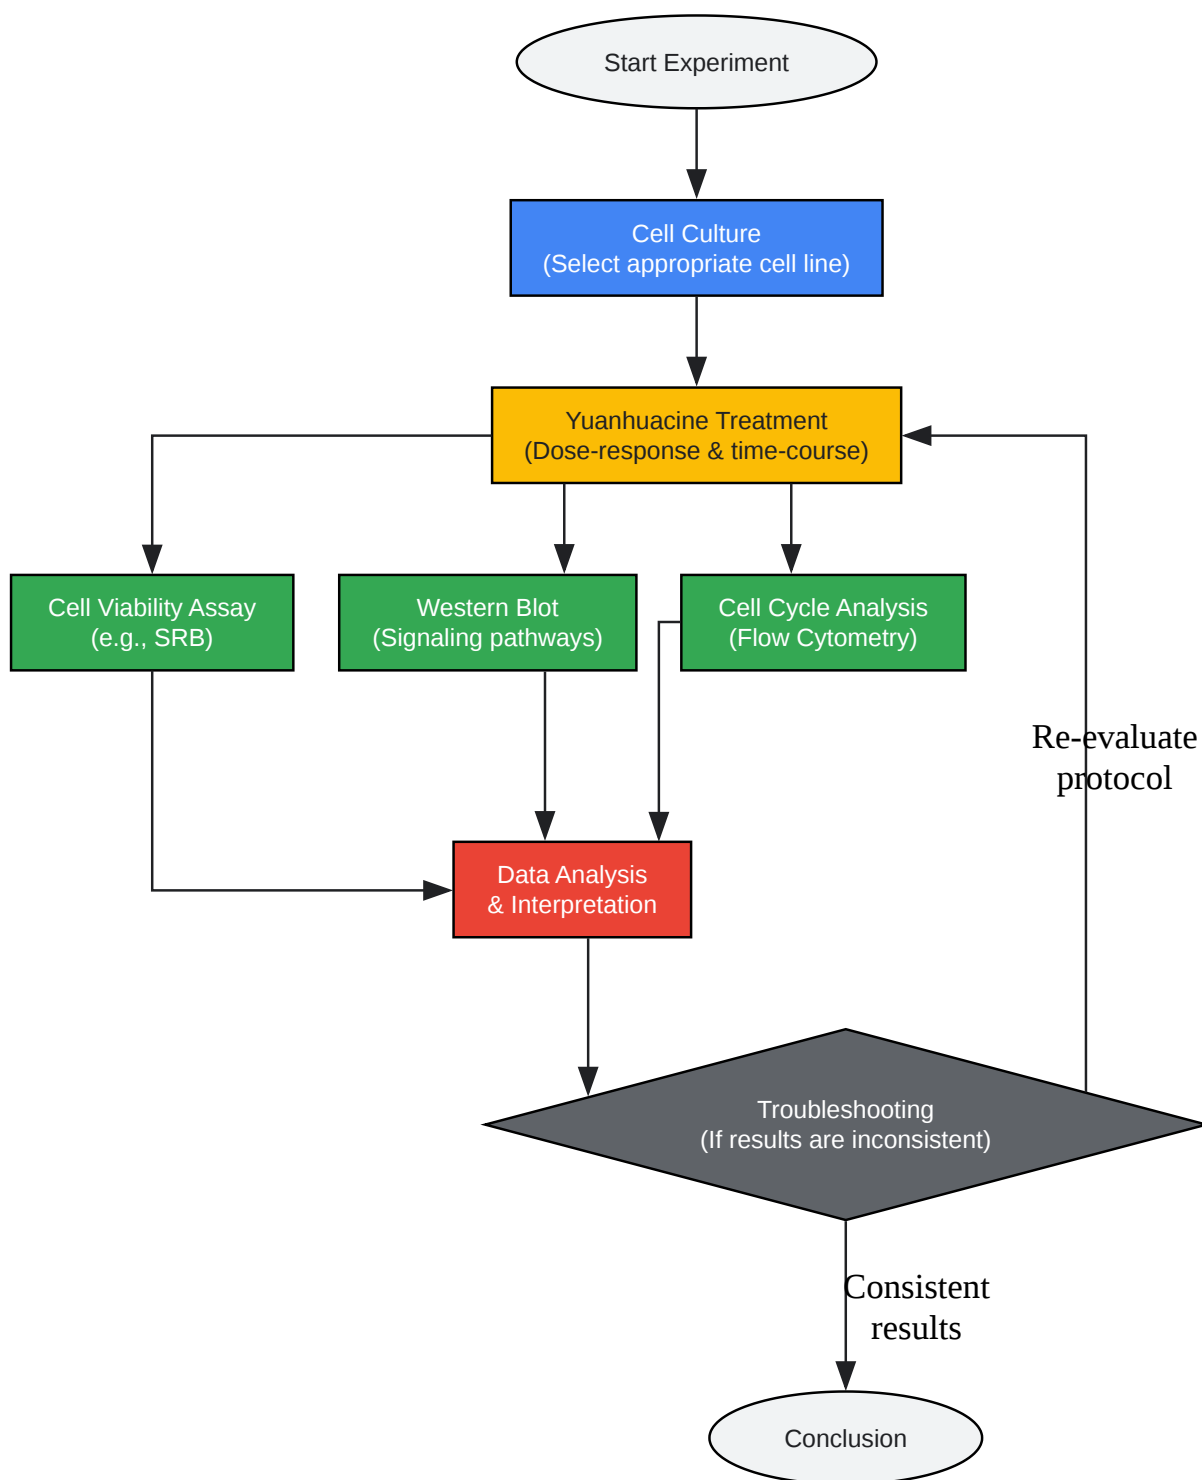 Start Experiment
Cell Culture
(Select appropriate cell line)
Yuanhuacine Treatment
(Dose-response & time-course)
Cell Viability Assay
(e.g., SRB)
Western Blot
(Signaling pathways)
Cell Cycle Analysis
(Flow Cytometry)
Re-evaluate
protocol
Data Analysis
& Interpretation
Troubleshooting
(If results are inconsistent)
Consistent
results
Conclusion